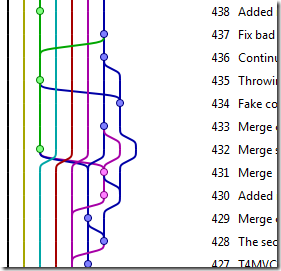 438 Added
437 Fix bad
436 Continu
435 Throwin
434 Fake co
433 Merge
432 Merge s
431 Merge
430 Added
429 Merge
428 The sec
427 T4MVC